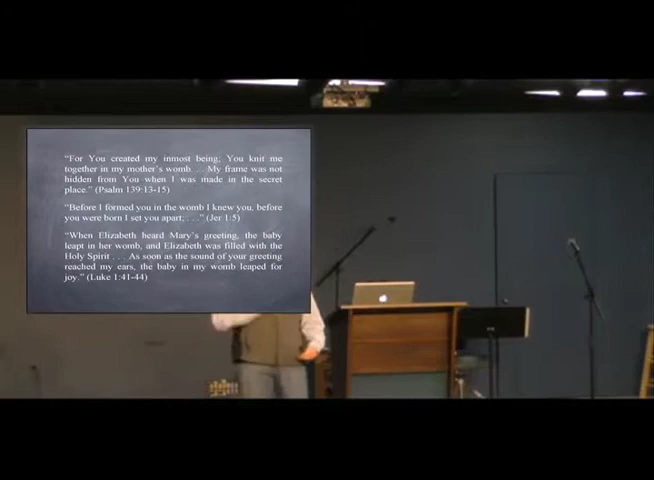 “For You created my inmost being; You knit me
together in my mother’s womb . . . My frame was not
hidden from You when I was made in the secret
place.” (Psalm 139:13-15)
“Before I formed you in the womb I knew you, before
you were born I set you apart, . . .” (Jer 1:5)
“When Elizabeth heard Mary’s greeting, the baby
leapt in her womb, and Elizabeth was filled with the
Holy Spirit . . . As soon as the sound of your greeting
reached my ears, the baby in my womb leaped for
joy.” (Luke 1:41-44)